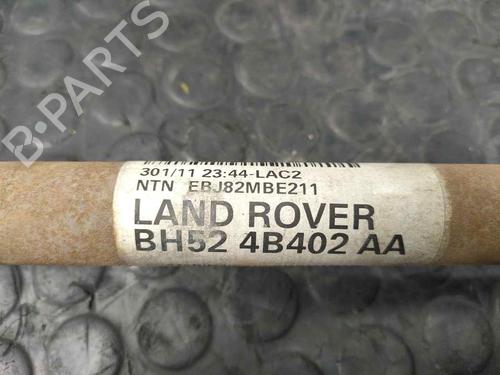 B-PARTS
301/11 23:44-LAC2
NTN EBJ82MBE211
LAND ROVER
BH52 4B402 AA